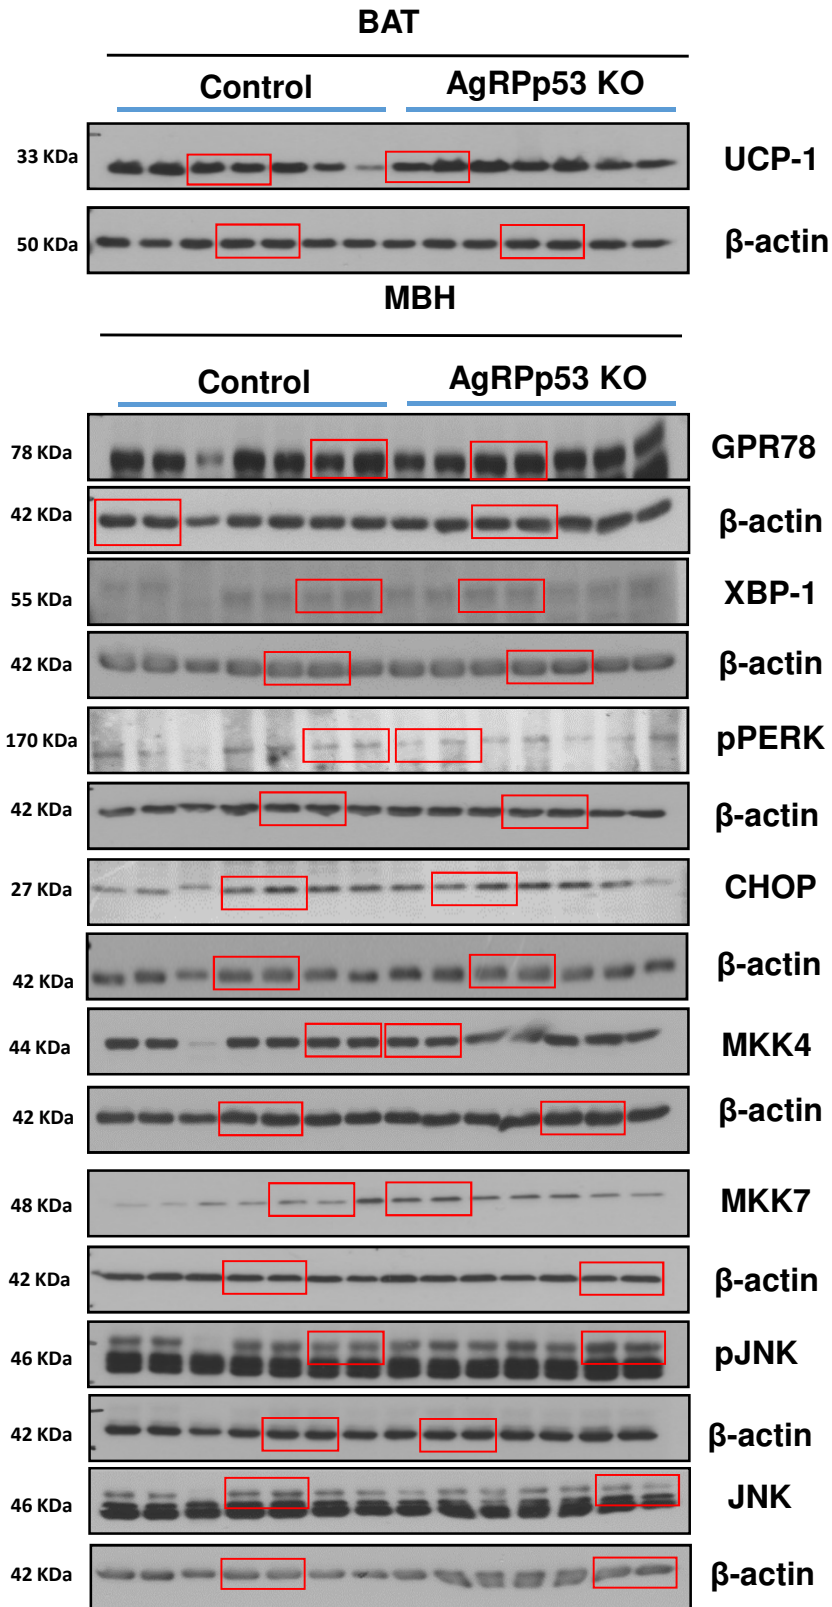 BAT
Control AgRPp53 KO
33 KDa UCP-1
50 KDa β-actin
MBH
Control AgRPp53 KO
78 KDa GPR78
42 KDa β-actin
55 KDa XBP-1
42 KDa β-actin
170 KDa pPERK
42 KDa β-actin
27 KDa CHOP
42 KDa β-actin
44 KDa MKK4
42 KDa β-actin
48 KDa MKK7
42 KDa β-actin
46 KDa pJNK
42 KDa β-actin
46 KDa JNK
42 KDa β-actin